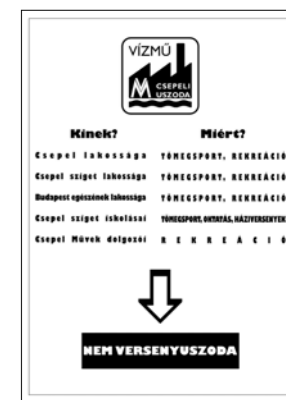 VÍZMŰ
CSEPELI
USZODA
Kinek? Miért?
Csepel lakossága TÖMEGSPORT, REKREÁCIÓ
Csepel sziget lakossága TÖMEGSPORT, REKREÁCIÓ
Budapest egészének lakossága TÖMEGSPORT, REKREÁCIÓ
Csepel sziget iskolásai TÖMEGSPORT, OKTATÁS, HÁZIVERSENYEK
Csepel Művek dolgozói REKREÁCIÓ
NEM VERSENYUSZODA